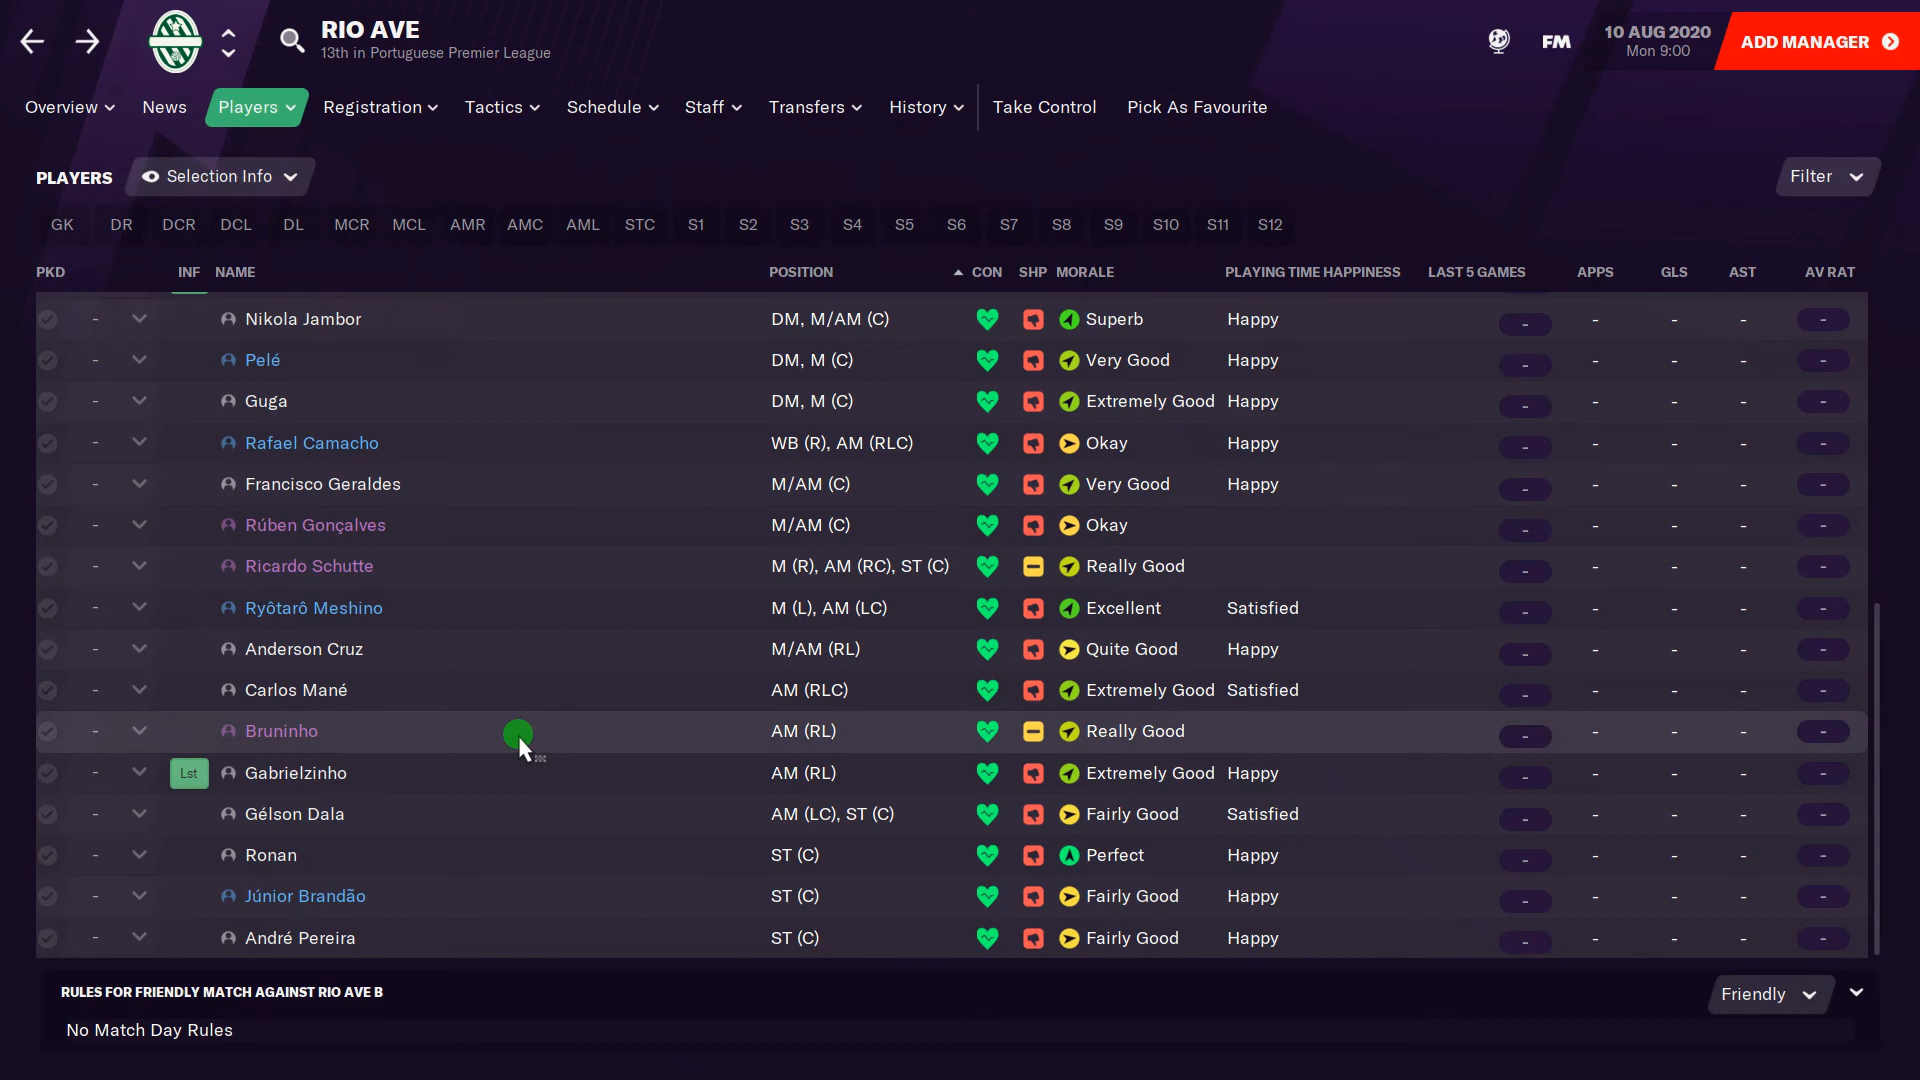 RIO AVE
13th in Portuguese Premier League
FM
10 AUG 2020
Mon 9:00
ADD MANAGER
Overview News Players Registration Tactics Schedule Staff Transfers History Take Control Pick As Favourite
PLAYERS Selection Info Filter
GK DR DCR DCL DL MCR MCL AMR AMC AML STC S1 S2 S3 S4 S5 S6 S7 S8 S9 S10 S11 S12
PKD INF NAME POSITION CON SHP MORALE PLAYING TIME HAPPINESS LAST 5 GAMES APPS GLS AST AV RAT
- Nikola Jambor DM, M/AM (C) Superb Happy - - - - -
- Pelé DM, M (C) Very Good Happy - - - - -
- Guga DM, M (C) Extremely Good Happy - - - - -
- Rafael Camacho WB (R), AM (RLC) Okay Happy - - - - -
- Francisco Geraldes M/AM (C) Very Good Happy - - - - -
- Rúben Gonçalves M/AM (C) Okay - - - - -
- Ricardo Schutte M (R), AM (RC), ST (C) Really Good - - - - -
- Ryôtarô Meshino M (L), AM (LC) Excellent Satisfied - - - - -
- Anderson Cruz M/AM (RL) Quite Good Happy - - - - -
- Carlos Mané AM (RLC) Extremely Good Satisfied - - - - -
- Bruninho AM (RL) Really Good - - - - -
- Lst Gabrielzinho AM (RL) Extremely Good Happy - - - - -
- Gélson Dala AM (LC), ST (C) Fairly Good Satisfied - - - - -
- Ronan ST (C) Perfect Happy - - - - -
- Júnior Brandão ST (C) Fairly Good Happy - - - - -
- André Pereira ST (C) Fairly Good Happy - - - - -
RULES FOR FRIENDLY MATCH AGAINST RIO AVE B Friendly
No Match Day Rules